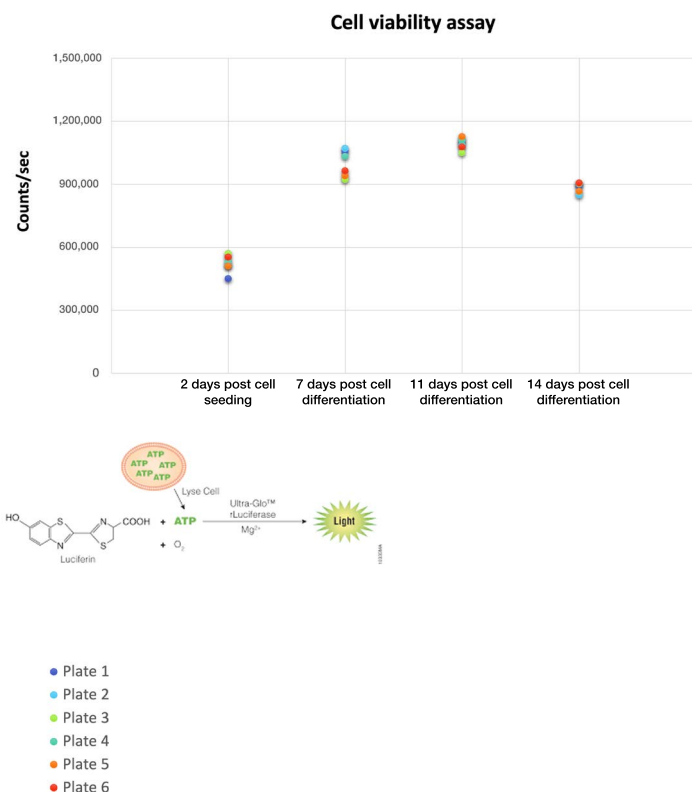 Cell viability assay
Counts/sec
1,500,000
1,200,000
900,000
600,000
300,000
0
2 days post cell seeding
7 days post cell differentiation
11 days post cell differentiation
14 days post cell differentiation
ATP
ATP ATP
ATP ATP
Lyse Cell
HO
S
N
N
S
COOH
+ ATP
+ O₂
Ultra-Glo™
rLuciferase
Mg²⁺
Light
Luciferin
Plate 1
Plate 2
Plate 3
Plate 4
Plate 5
Plate 6